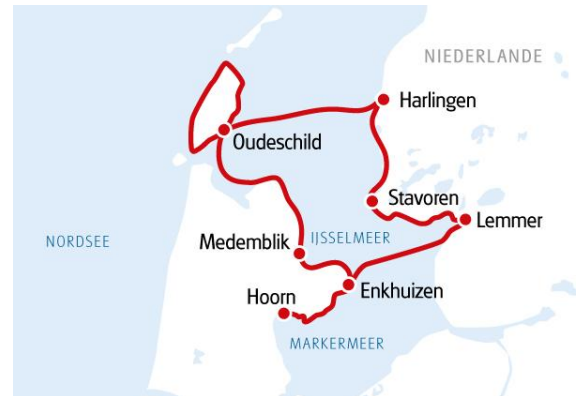 NIEDERLANDE
Harlingen
Oudeschild
Stavoren
Lemmer
NORDSEE
Medemblik
IJSSELMEER
Enkhuizen
Hoorn
MARKERMEER